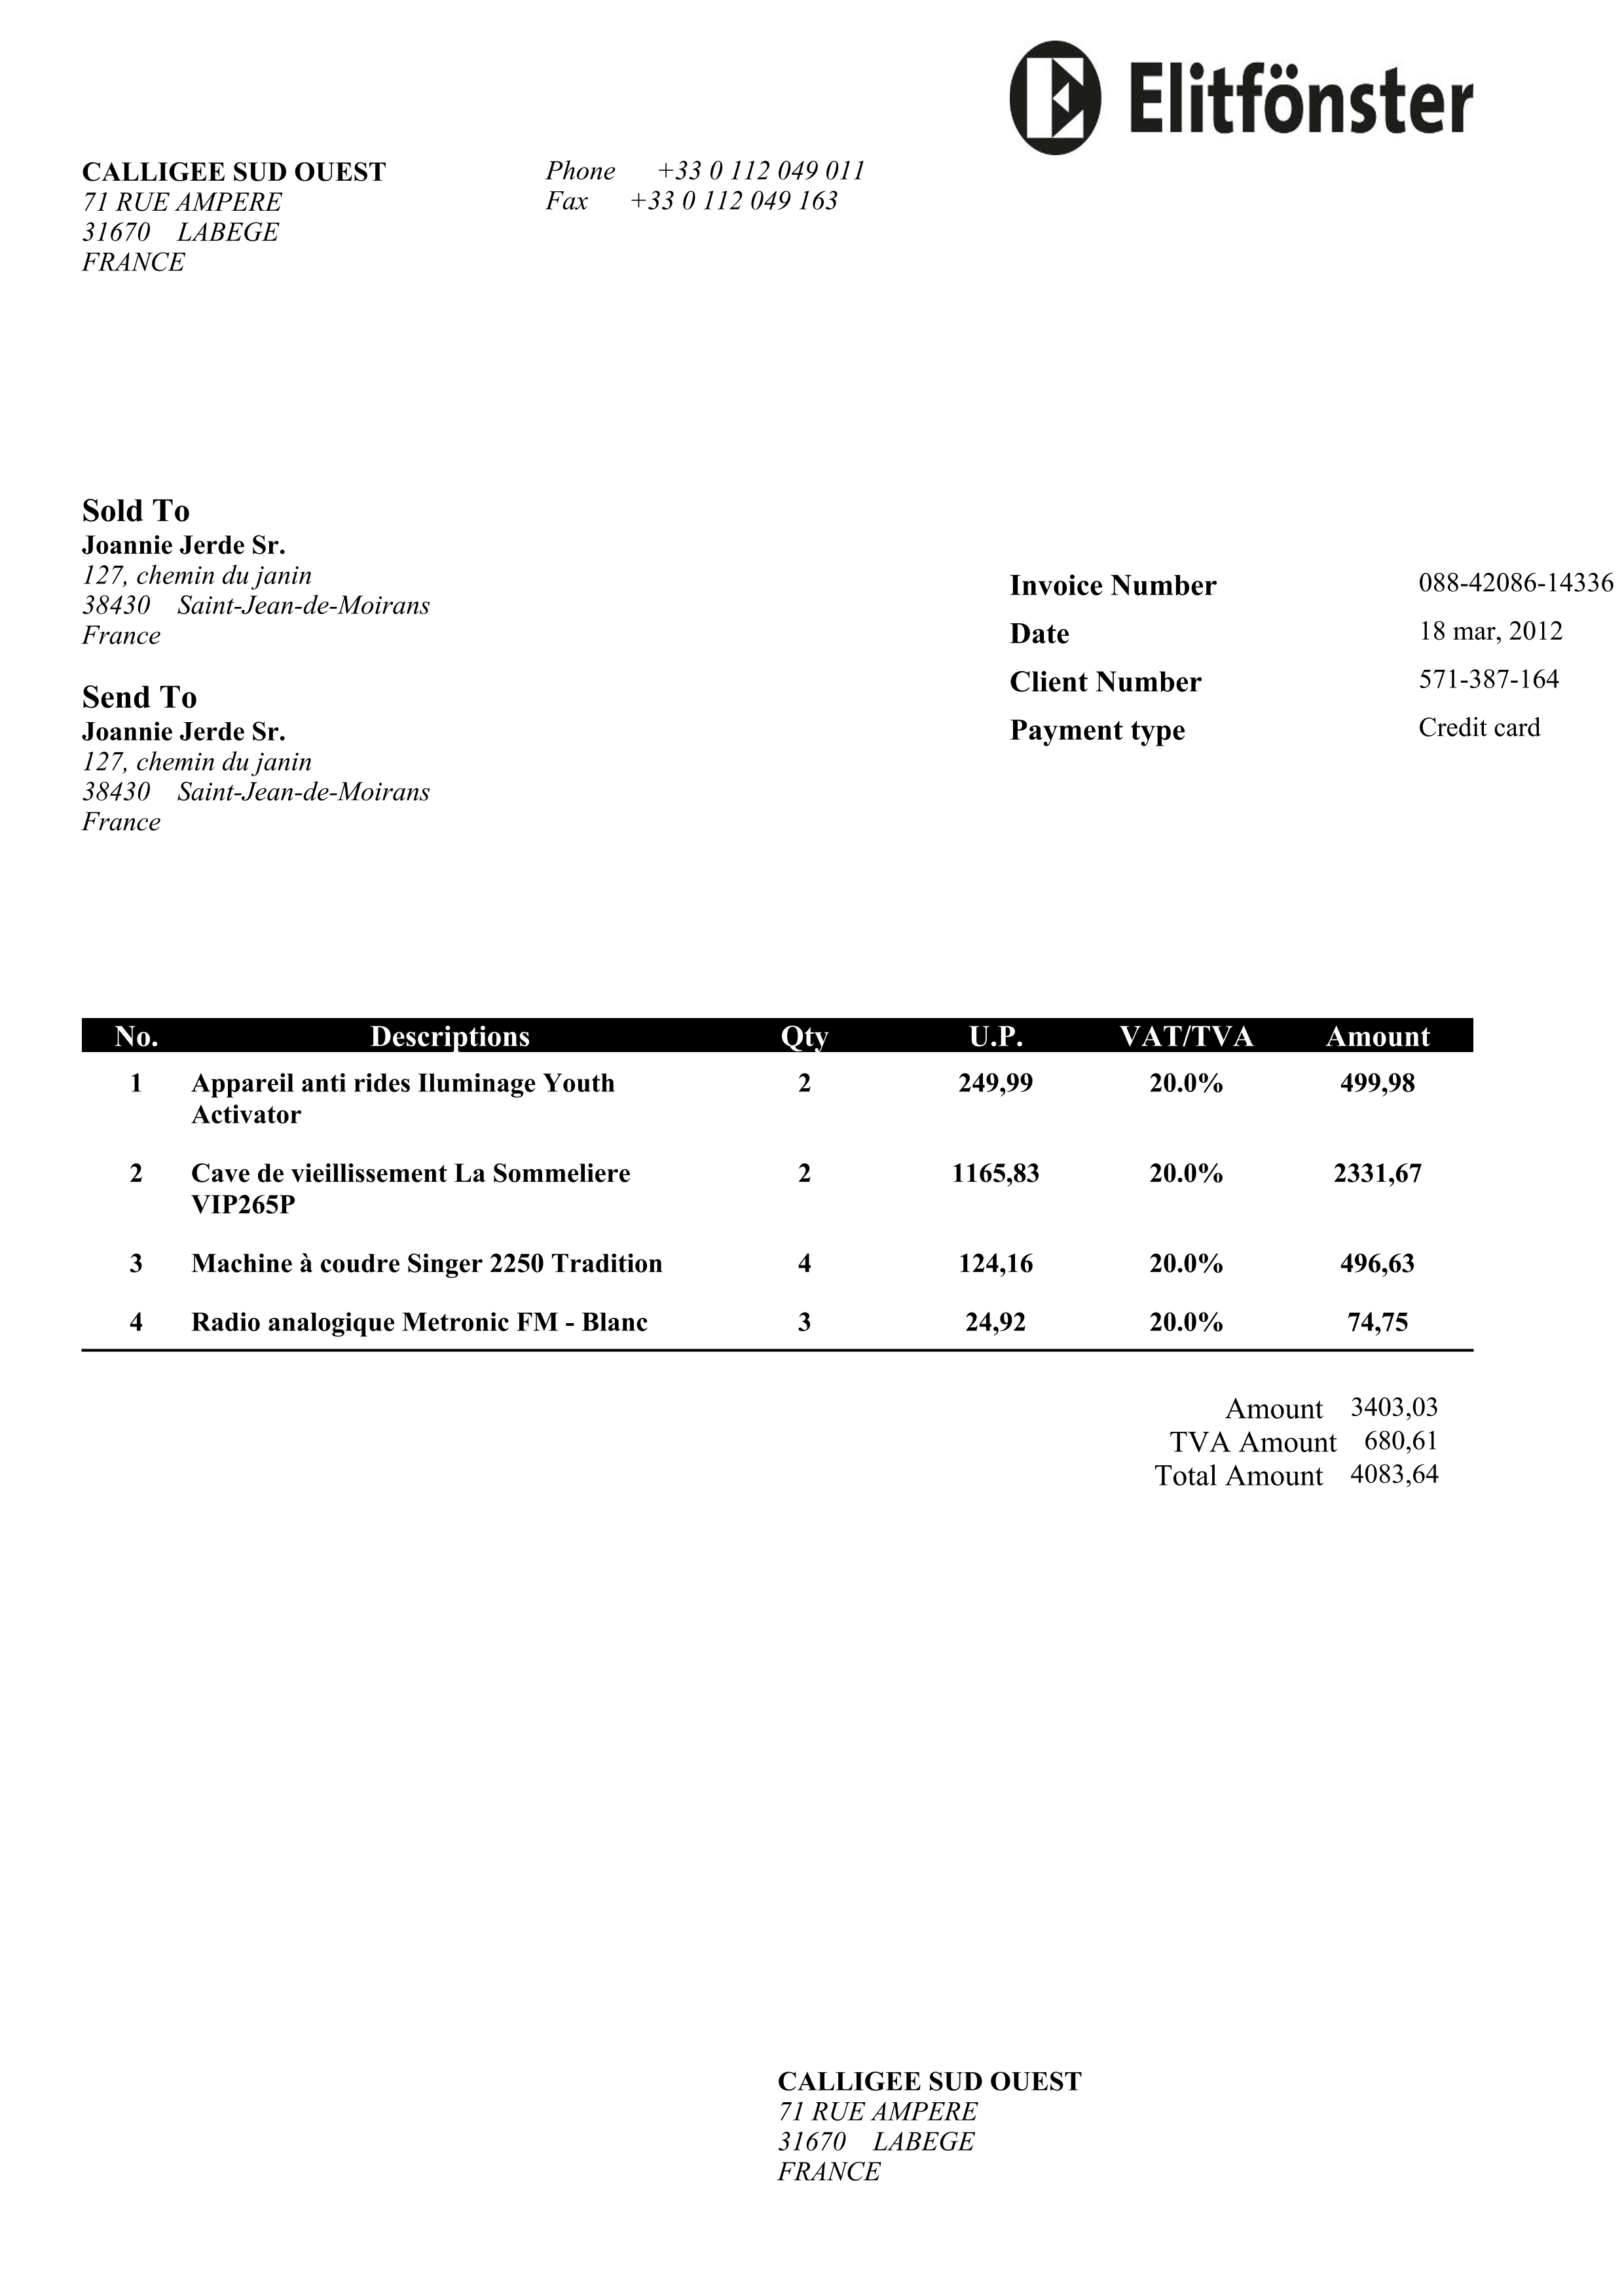 Elitfönster
CALLIGEE SUD OUEST
71 RUE AMPERE
31670 LABEGE
FRANCE
Phone +33 0 112 049 011
Fax +33 0 112 049 163
Sold To
Joannie Jerde Sr.
127, chemin du janin
38430 Saint-Jean-de-Moirans
France
Send To
Joannie Jerde Sr.
127, chemin du janin
38430 Saint-Jean-de-Moirans
France
Invoice Number 088-42086-14336
Date 18 mar, 2012
Client Number 571-387-164
Payment type Credit card
No. Descriptions Qty U.P. VAT/TVA Amount
1 Appareil anti rides Iluminage Youth 2 249,99 20.0% 499,98
Activator
2 Cave de vieillissement La Sommeliere 2 1165,83 20.0% 2331,67
VIP265P
3 Machine à coudre Singer 2250 Tradition 4 124,16 20.0% 496,63
4 Radio analogique Metronic FM - Blanc 3 24,92 20.0% 74,75
Amount 3403,03
TVA Amount 680,61
Total Amount 4083,64
CALLIGEE SUD OUEST
71 RUE AMPERE
31670 LABEGE
FRANCE